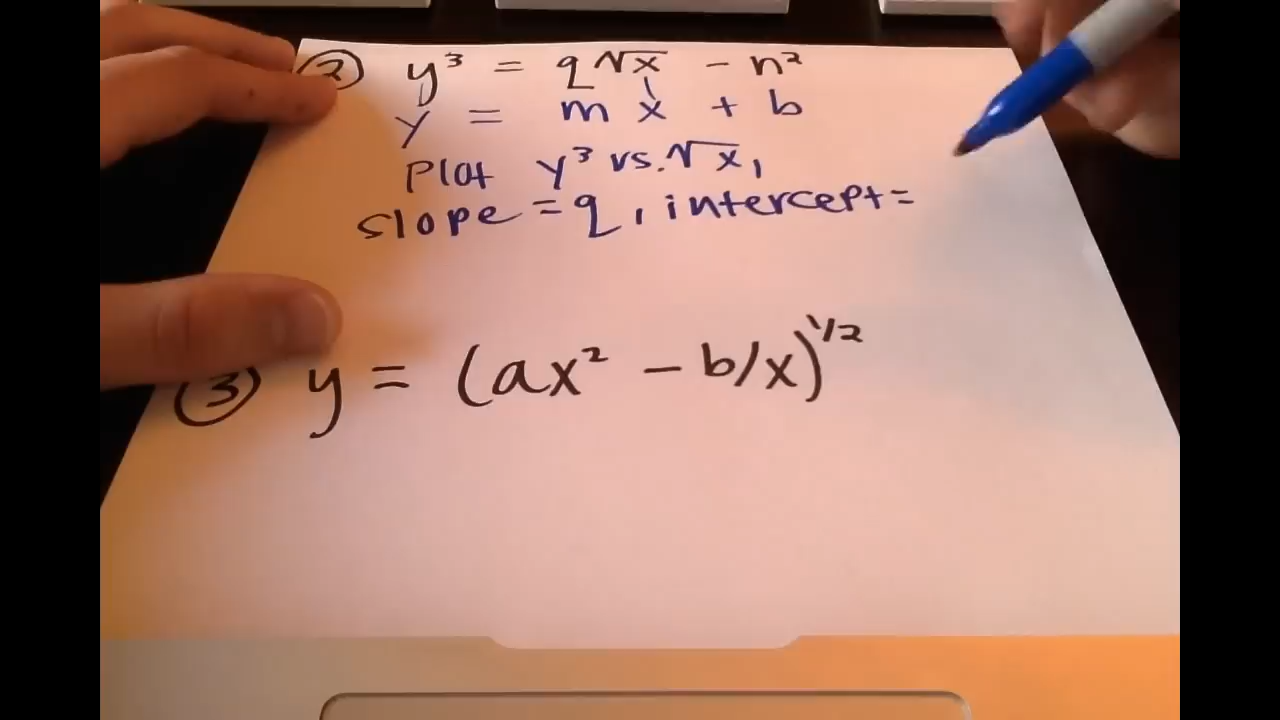 ② y³ = q√x - n²
y = m x + b
Plot y³ vs. √x,
slope = q, intercept =
③ y = (ax² - b/x)^1/2